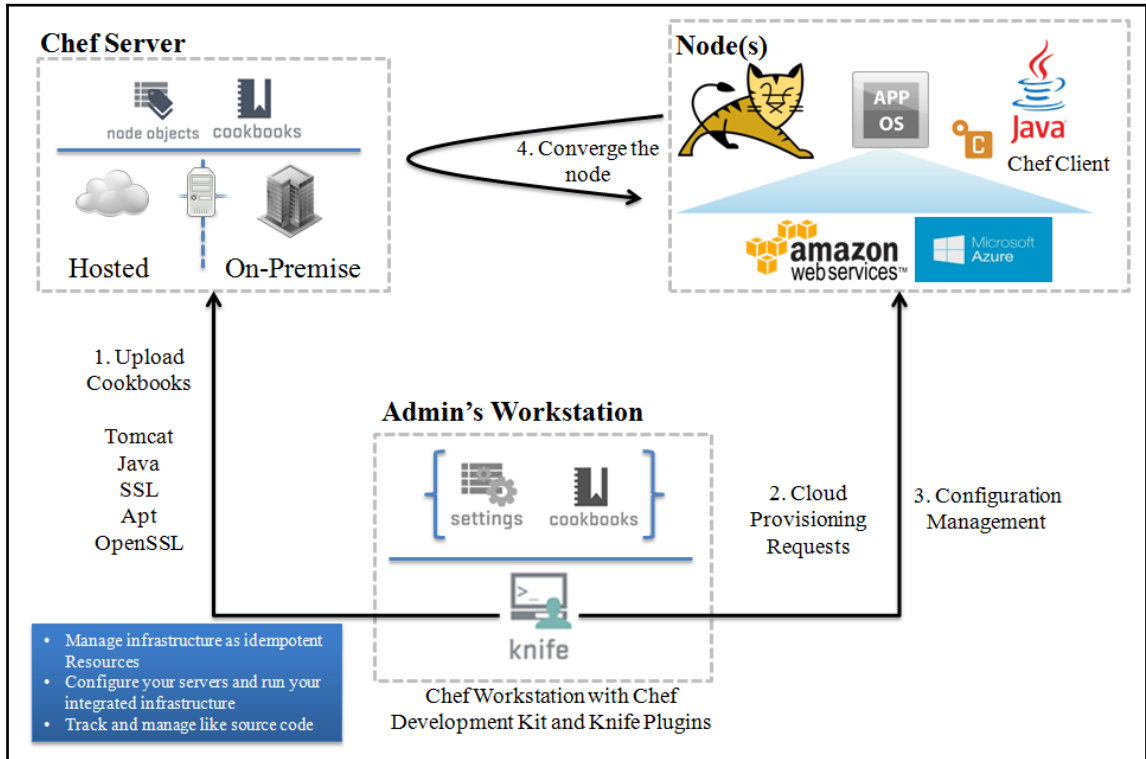 Chef Server
node objects
cookbooks
Hosted
On-Premise
Node(s)
APP
OS
C
Java
Chef Client
amazon
web services™
Microsoft
Azure
4. Converge the
node
1. Upload
Cookbooks
Tomcat
Java
SSL
Apt
OpenSSL
Admin’s Workstation
settings
cookbooks
>_
knife
Chef Workstation with Chef
Development Kit and Knife Plugins
2. Cloud
Provisioning
Requests
3. Configuration
Management
• Manage infrastructure as idempotent
Resources
• Configure your servers and run your
integrated infrastructure
• Track and manage like source code